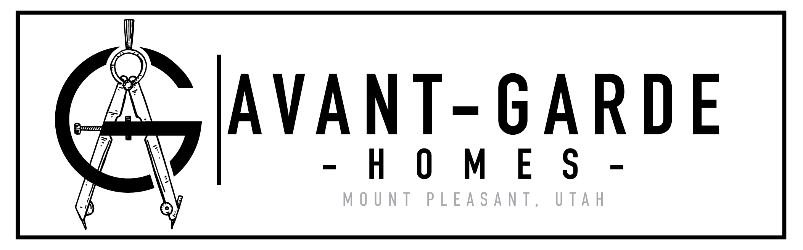 AVANT-GARDE
- HOMES -
MOUNT PLEASANT, UTAH